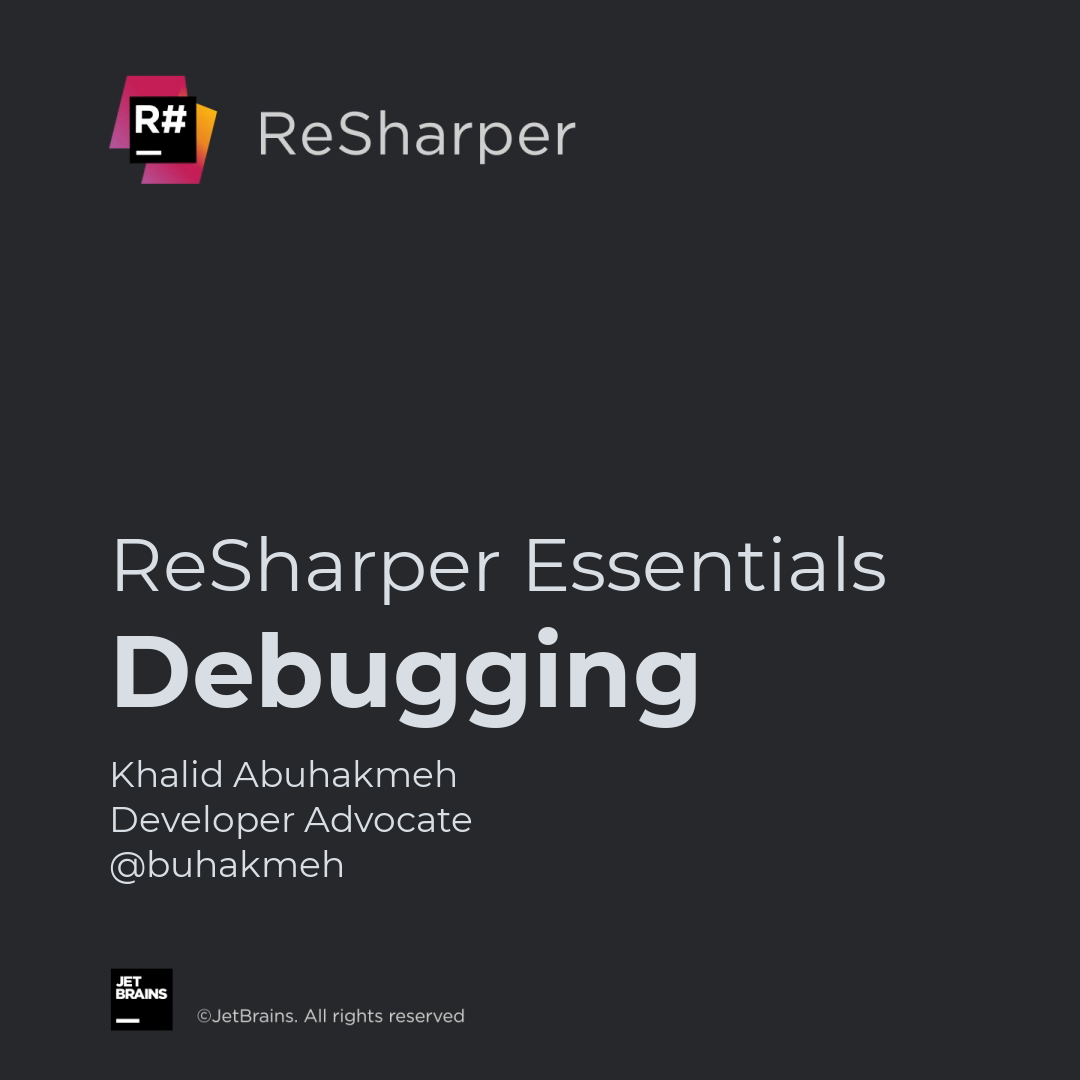 R#
ReSharper
ReSharper Essentials
Debugging
Khalid Abuhakmeh
Developer Advocate
@buhakmeh
JET
BRAINS
©JetBrains. All rights reserved